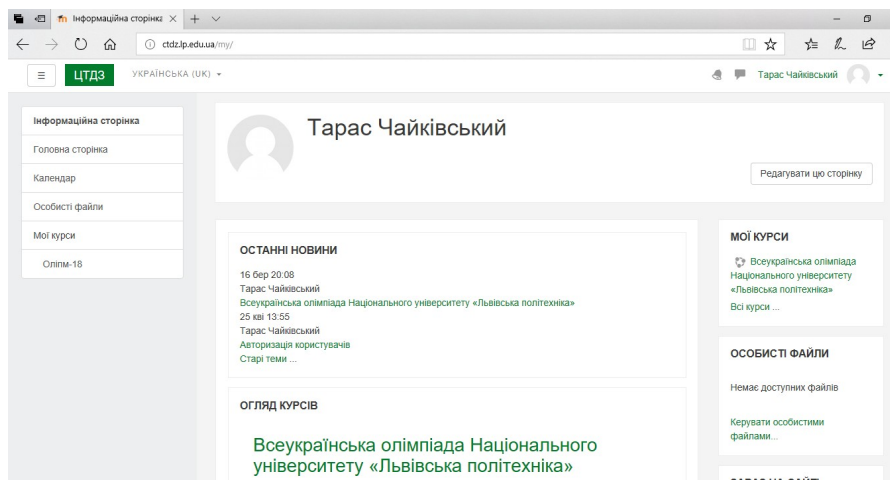 Інформаційна сторінка
ctdz.lp.edu.ua/my/
ЦТДЗ
УКРАЇНСЬКА (UK)
Тарас Чайківський
Інформаційна сторінка
Головна сторінка
Календар
Особисті файли
Мої курси
Оліпм-18
Тарас Чайківський
Редагувати цю сторінку
ОСТАННІ НОВИНИ
16 бер 20:08
Тарас Чайківський
Всеукраїнська олімпіада Національного університету «Львівська політехніка»
25 кві 13:55
Тарас Чайківський
Авторизація користувачів
Старі теми ...
ОГЛЯД КУРСІВ
Всеукраїнська олімпіада Національного
університету «Львівська політехніка»
МОЇ КУРСИ
Всеукраїнська олімпіада
Національного університету
«Львівська політехніка»
Всі курси ...
ОСОБИСТІ ФАЙЛИ
Немає доступних файлів
Керувати особистими
файлами...